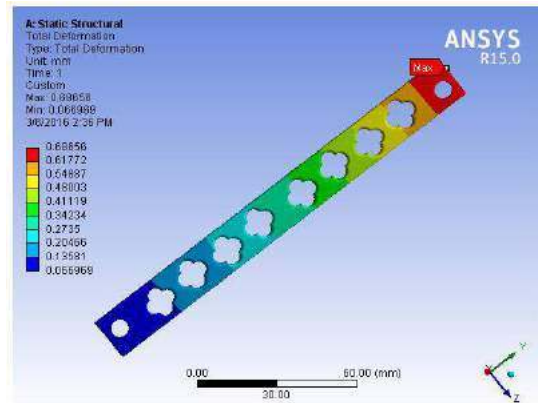 A: Static Structural
Total Deformation
Type: Total Deformation
Unit: mm
Time: 1
Custom
Max: 0.68656
Min: 0.066969
3/6/2016 2:36 PM
0.68656
0.61772
0.54887
0.48003
0.41119
0.34234
0.2735
0.20466
0.13581
0.066969
ANSYS
R15.0
Max
0.00
60.00 (mm)
30.00
Y
Z